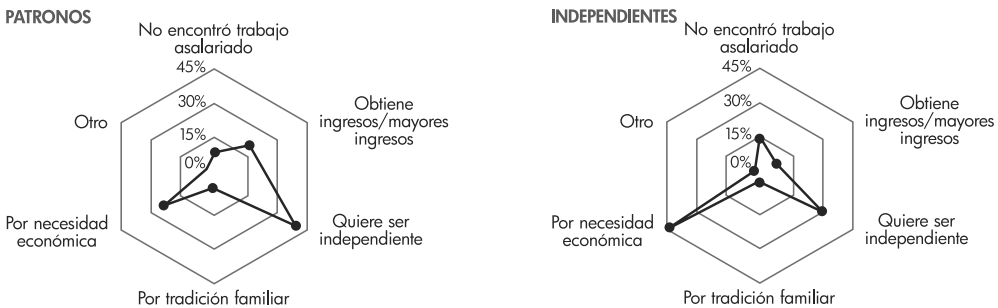 PATRONOS
No encontró trabajo
asalariado
45%
30%
15%
0%
Obtiene
ingresos/mayores
ingresos
Otro
Quiere ser
independiente
Por necesidad
económica
Por tradición familiar
INDEPENDIENTES
No encontró trabajo
asalariado
45%
30%
15%
0%
Obtiene
ingresos/mayores
ingresos
Otro
Quiere ser
independiente
Por necesidad
económica
Por tradición familiar